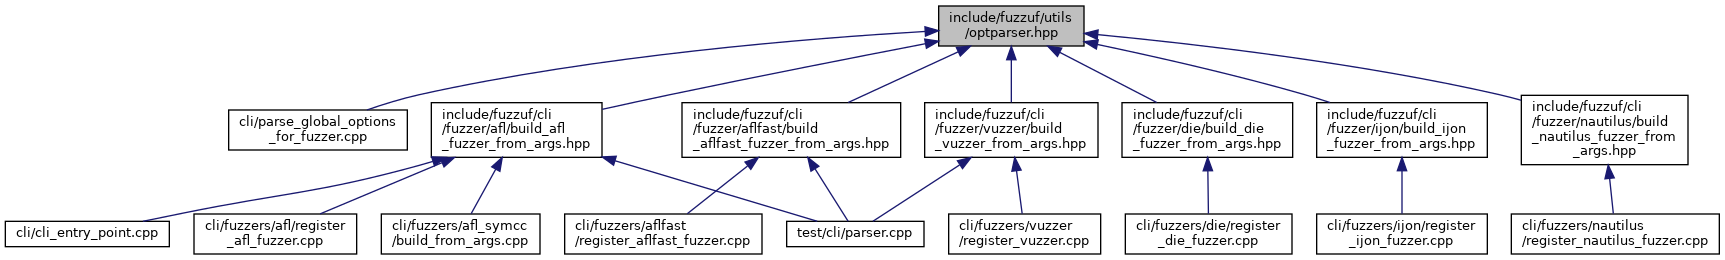 include/fuzzuf/utils
/optparser.hpp
cli/parse_global_options
_for_fuzzer.cpp
include/fuzzuf/cli
/fuzzer/afl/build_afl
_fuzzer_from_args.hpp
include/fuzzuf/cli
/fuzzer/aflfast/build
_aflfast_fuzzer_from_args.hpp
include/fuzzuf/cli
/fuzzer/vuzzer/build
_vuzzer_from_args.hpp
include/fuzzuf/cli
/fuzzer/die/build_die
_fuzzer_from_args.hpp
include/fuzzuf/cli
/fuzzer/ijon/build_ijon
_fuzzer_from_args.hpp
include/fuzzuf/cli
/fuzzer/nautilus/build
_nautilus_fuzzer_from
_args.hpp
cli/cli_entry_point.cpp
cli/fuzzers/afl/register
_afl_fuzzer.cpp
cli/fuzzers/afl_symcc
/build_from_args.cpp
cli/fuzzers/aflfast
/register_aflfast_fuzzer.cpp
test/cli/parser.cpp
cli/fuzzers/vuzzer
/register_vuzzer.cpp
cli/fuzzers/die/register
_die_fuzzer.cpp
cli/fuzzers/ijon/register
_ijon_fuzzer.cpp
cli/fuzzers/nautilus
/register_nautilus_fuzzer.cpp